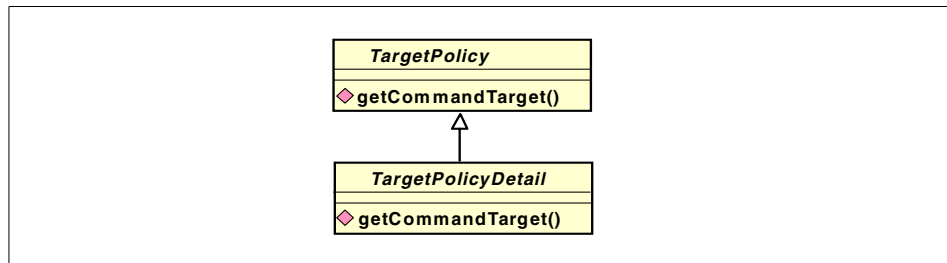 TargetPolicy
getCommandTarget()
TargetPolicyDetail
getCommandTarget()